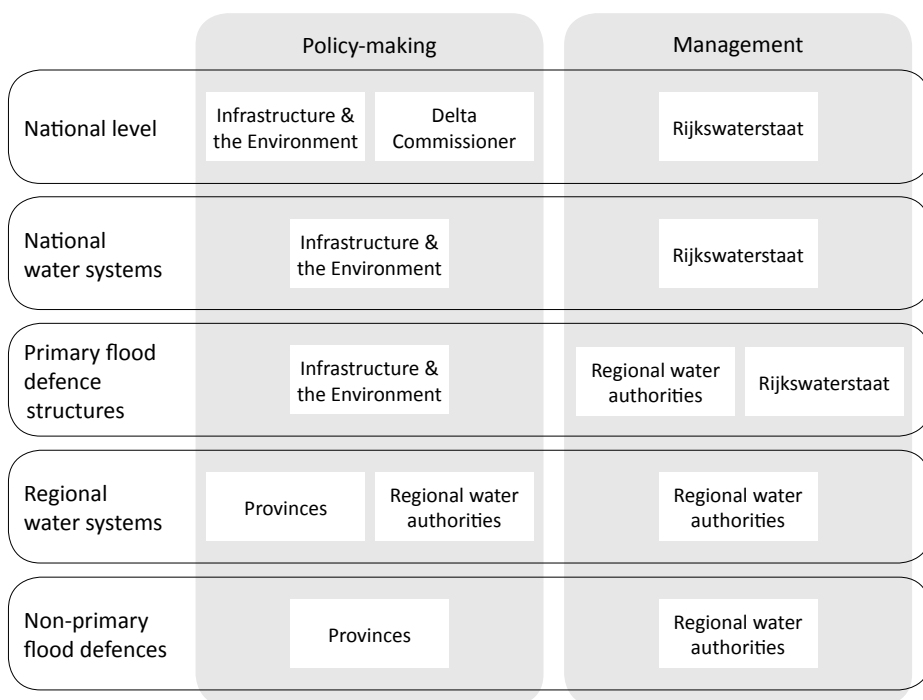 Policy-making
Management
National level
Infrastructure &
the Environment
Delta
Commissioner
Rijkswaterstaat
National
water systems
Infrastructure &
the Environment
Rijkswaterstaat
Primary flood
defence
structures
Infrastructure &
the Environment
Regional water
authorities
Rijkswaterstaat
Regional
water systems
Provinces
Regional water
authorities
Regional water
authorities
Non-primary
flood defences
Provinces
Regional water
authorities